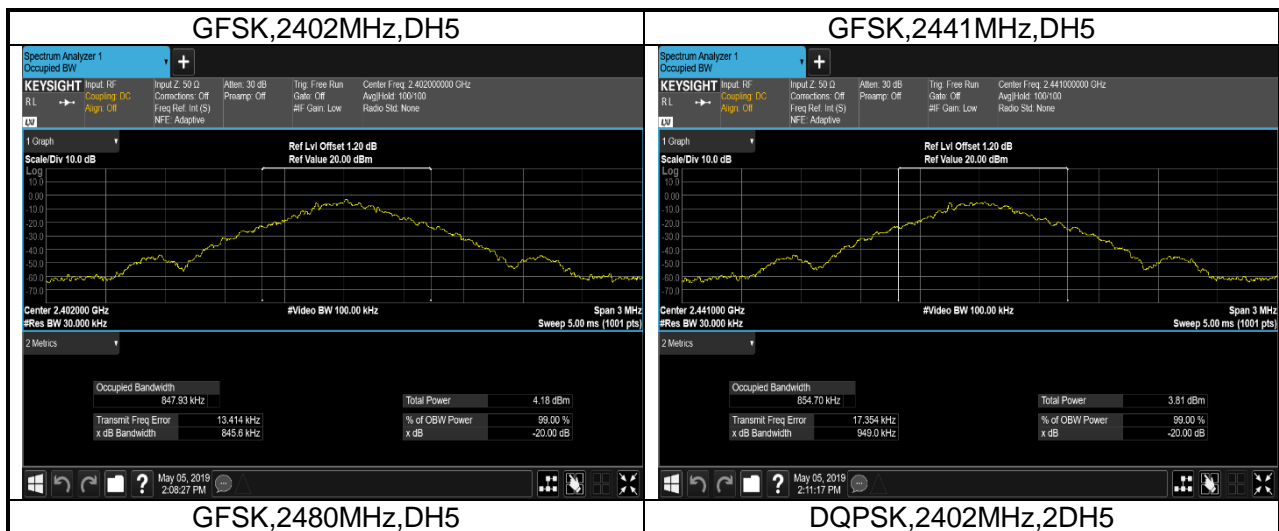 GFSK,2402MHz,DH5
Spectrum Analyzer 1
Occupied BW
+
KEYSIGHT
Input: RF
Coupling: DC
Align: Off
Input Z: 50 Ω
Corrections: Off
Freq Ref: Int (S)
NFE: Adaptive
Atten: 30 dB
Preamp: Off
Trig: Free Run
Gate: Off
#IF Gain: Low
Center Freq: 2.402000000 GHz
Avg|Hold: 100/100
Radio Std: None
R L
LXI
1 Graph
Scale/Div 10.0 dB
Ref Lvl Offset 1.20 dB
Ref Value 20.00 dBm
Log
10.0
0.00
-10.0
-20.0
-30.0
-40.0
-50.0
-60.0
-70.0
Center 2.402000 GHz
#Res BW 30.000 kHz
#Video BW 100.00 kHz
Span 3 MHz
Sweep 5.00 ms (1001 pts)
2 Metrics
Occupied Bandwidth
847.93 kHz
Total Power 4.18 dBm
Transmit Freq Error 13.414 kHz
% of OBW Power 99.00 %
x dB Bandwidth 845.6 kHz
x dB -20.00 dB
?
May 05, 2019
2:08:27 PM
GFSK,2441MHz,DH5
Spectrum Analyzer 1
Occupied BW
+
KEYSIGHT
Input: RF
Coupling: DC
Align: Off
Input Z: 50 Ω
Corrections: Off
Freq Ref: Int (S)
NFE: Adaptive
Atten: 30 dB
Preamp: Off
Trig: Free Run
Gate: Off
#IF Gain: Low
Center Freq: 2.441000000 GHz
Avg|Hold: 100/100
Radio Std: None
R L
LXI
1 Graph
Scale/Div 10.0 dB
Ref Lvl Offset 1.20 dB
Ref Value 20.00 dBm
Log
10.0
0.00
-10.0
-20.0
-30.0
-40.0
-50.0
-60.0
-70.0
Center 2.441000 GHz
#Res BW 30.000 kHz
#Video BW 100.00 kHz
Span 3 MHz
Sweep 5.00 ms (1001 pts)
2 Metrics
Occupied Bandwidth
854.70 kHz
Total Power 3.81 dBm
Transmit Freq Error 17.354 kHz
% of OBW Power 99.00 %
x dB Bandwidth 949.0 kHz
x dB -20.00 dB
?
May 05, 2019
2:11:17 PM
GFSK,2480MHz,DH5
DQPSK,2402MHz,2DH5